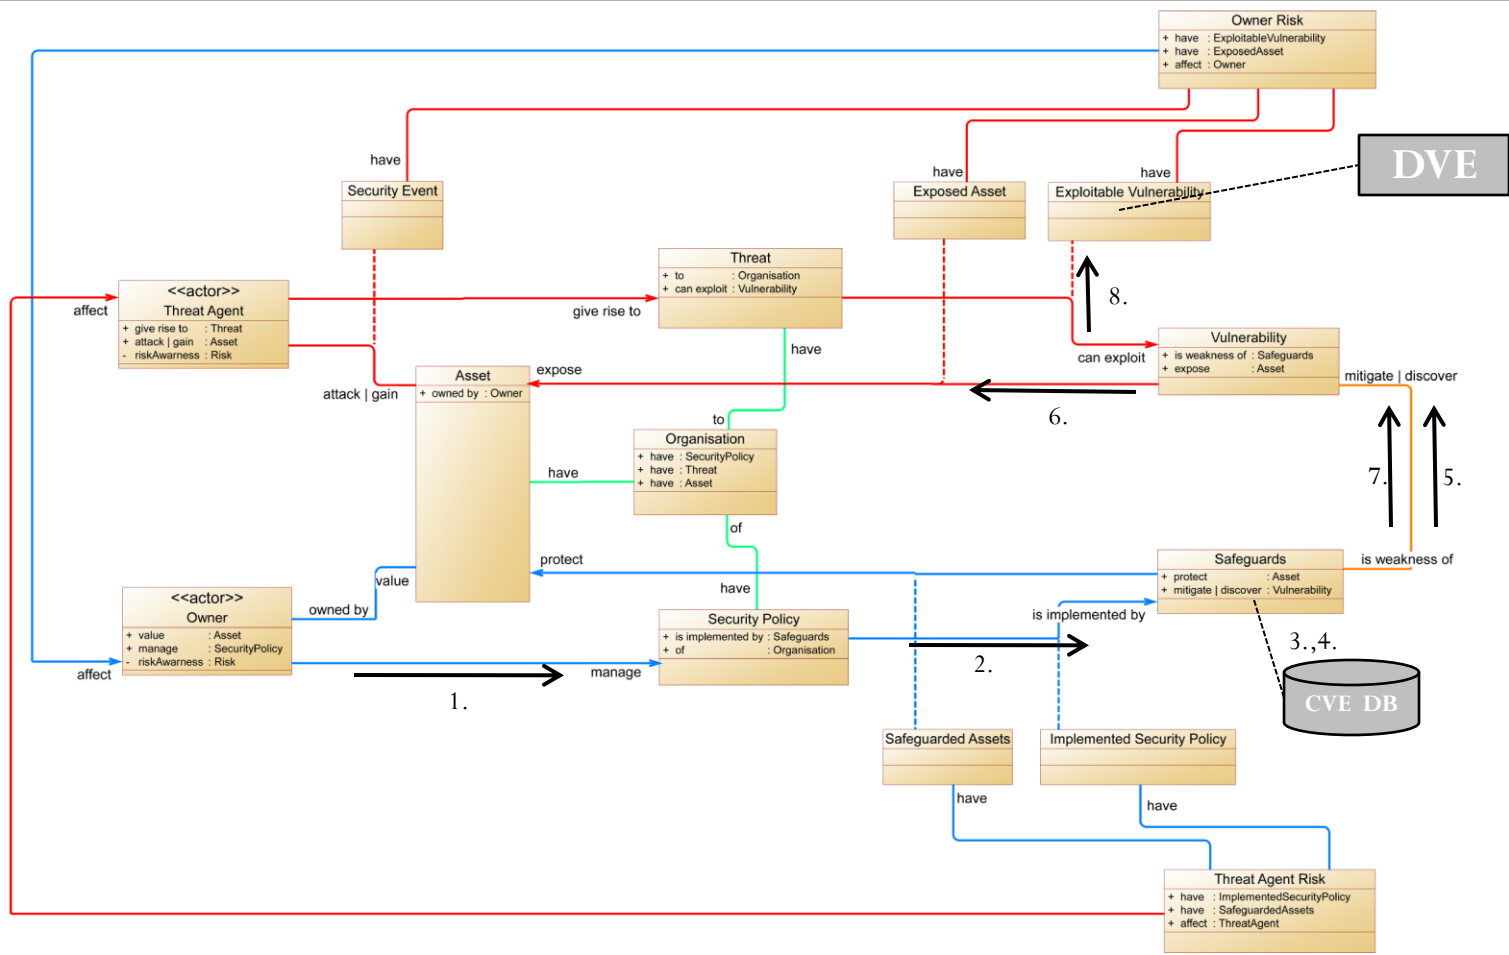 Owner Risk
+ have : ExploitableVulnerability
+ have : ExposedAsset
+ affect : Owner
DVE
have
have
have
Security Event
Exposed Asset
Exploitable Vulnerability
<<actor>>
Threat Agent
+ give rise to : Threat
+ attack | gain : Asset
- riskAwarness : Risk
affect
give rise to
Threat
+ to : Organisation
+ can exploit : Vulnerability
8.
have
can exploit
Vulnerability
+ is weakness of : Safeguards
+ expose : Asset
mitigate | discover
attack | gain
Asset
+ owned by : Owner
expose
6.
to
Organisation
+ have : SecurityPolicy
+ have : Threat
+ have : Asset
have
7.
5.
of
protect
have
value
owned by
Safeguards
+ protect : Asset
+ mitigate | discover : Vulnerability
is weakness of
<<actor>>
Owner
+ value : Asset
+ manage : SecurityPolicy
- riskAwarness : Risk
affect
1.
manage
Security Policy
+ is implemented by : Safeguards
+ of : Organisation
is implemented by
2.
3.,4.
CVE DB
Safeguarded Assets
Implemented Security Policy
have
have
Threat Agent Risk
+ have : ImplementedSecurityPolicy
+ have : SafeguardedAssets
+ affect : ThreatAgent